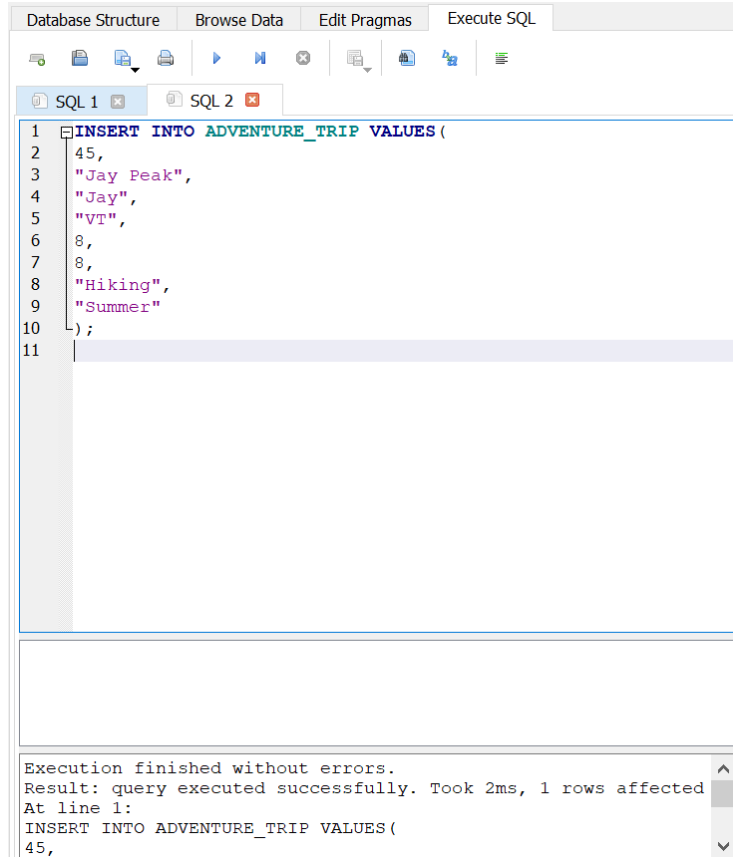 Database Structure Browse Data Edit Pragmas Execute SQL
SQL 1 SQL 2
1 INSERT INTO ADVENTURE_TRIP VALUES(
2 45,
3 "Jay Peak",
4 "Jay",
5 "VT",
6 8,
7 8,
8 "Hiking",
9 "Summer"
10 );
11
Execution finished without errors.
Result: query executed successfully. Took 2ms, 1 rows affected
At line 1:
INSERT INTO ADVENTURE_TRIP VALUES(
45,